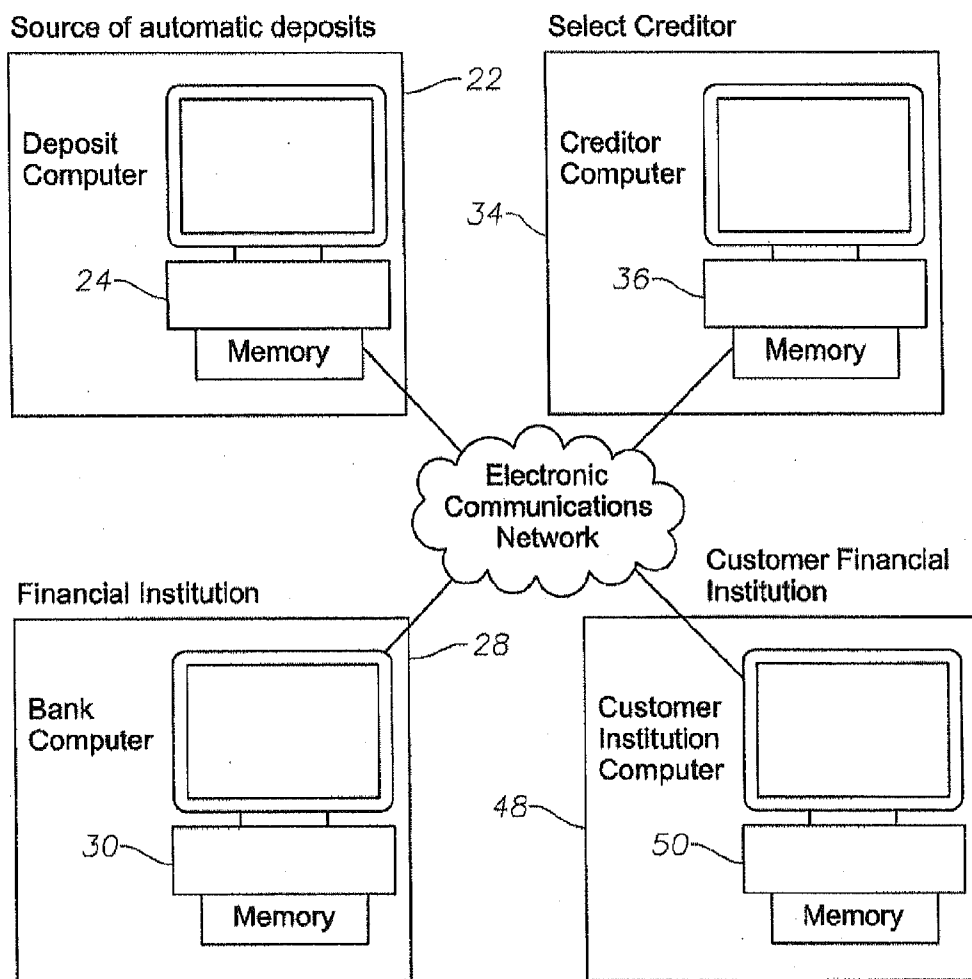 Source of automatic deposits
22
Deposit
Computer
24
Memory
Select Creditor
Creditor
Computer
34
36
Memory
Electronic
Communications
Network
Financial Institution
28
Bank
Computer
30
Memory
Customer Financial
Institution
Customer
Institution
Computer
48
50
Memory